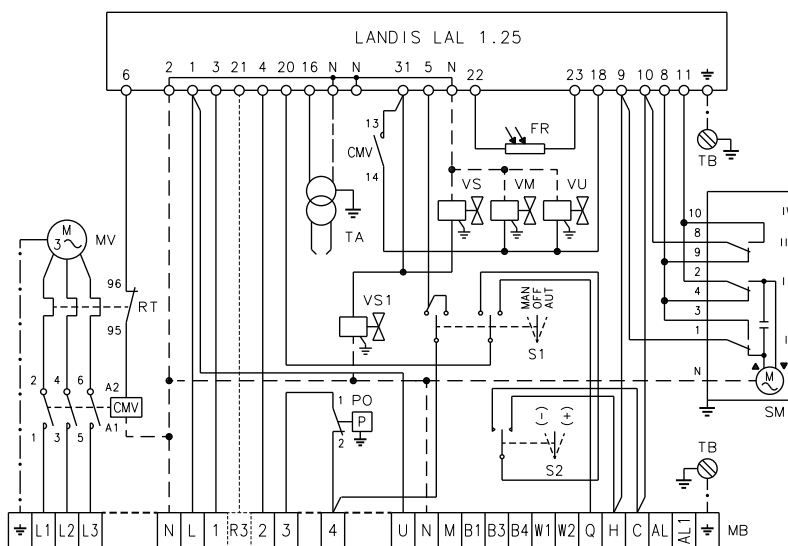 LANDIS LAL 1.25
6 2 1 3 21 4 20 16 N N 31 5 N 22 23 18 9 10 8 11
13
CMV
14
FR
TB
TA
VS VM VU
M
3
MV
10
8
9
2
4
3
1
N
M
SM
96
RT
95
VS1
MAN
OFF
AUT
S1
2 4 6 A2
CMV
1 3 5 A1
1 PO
P
2
(-) (+)
S2
TB
L1 L2 L3 N L 1 R3 2 3 4 U N M B1 B3 B4 W1 W2 Q H C AL AL1 MB